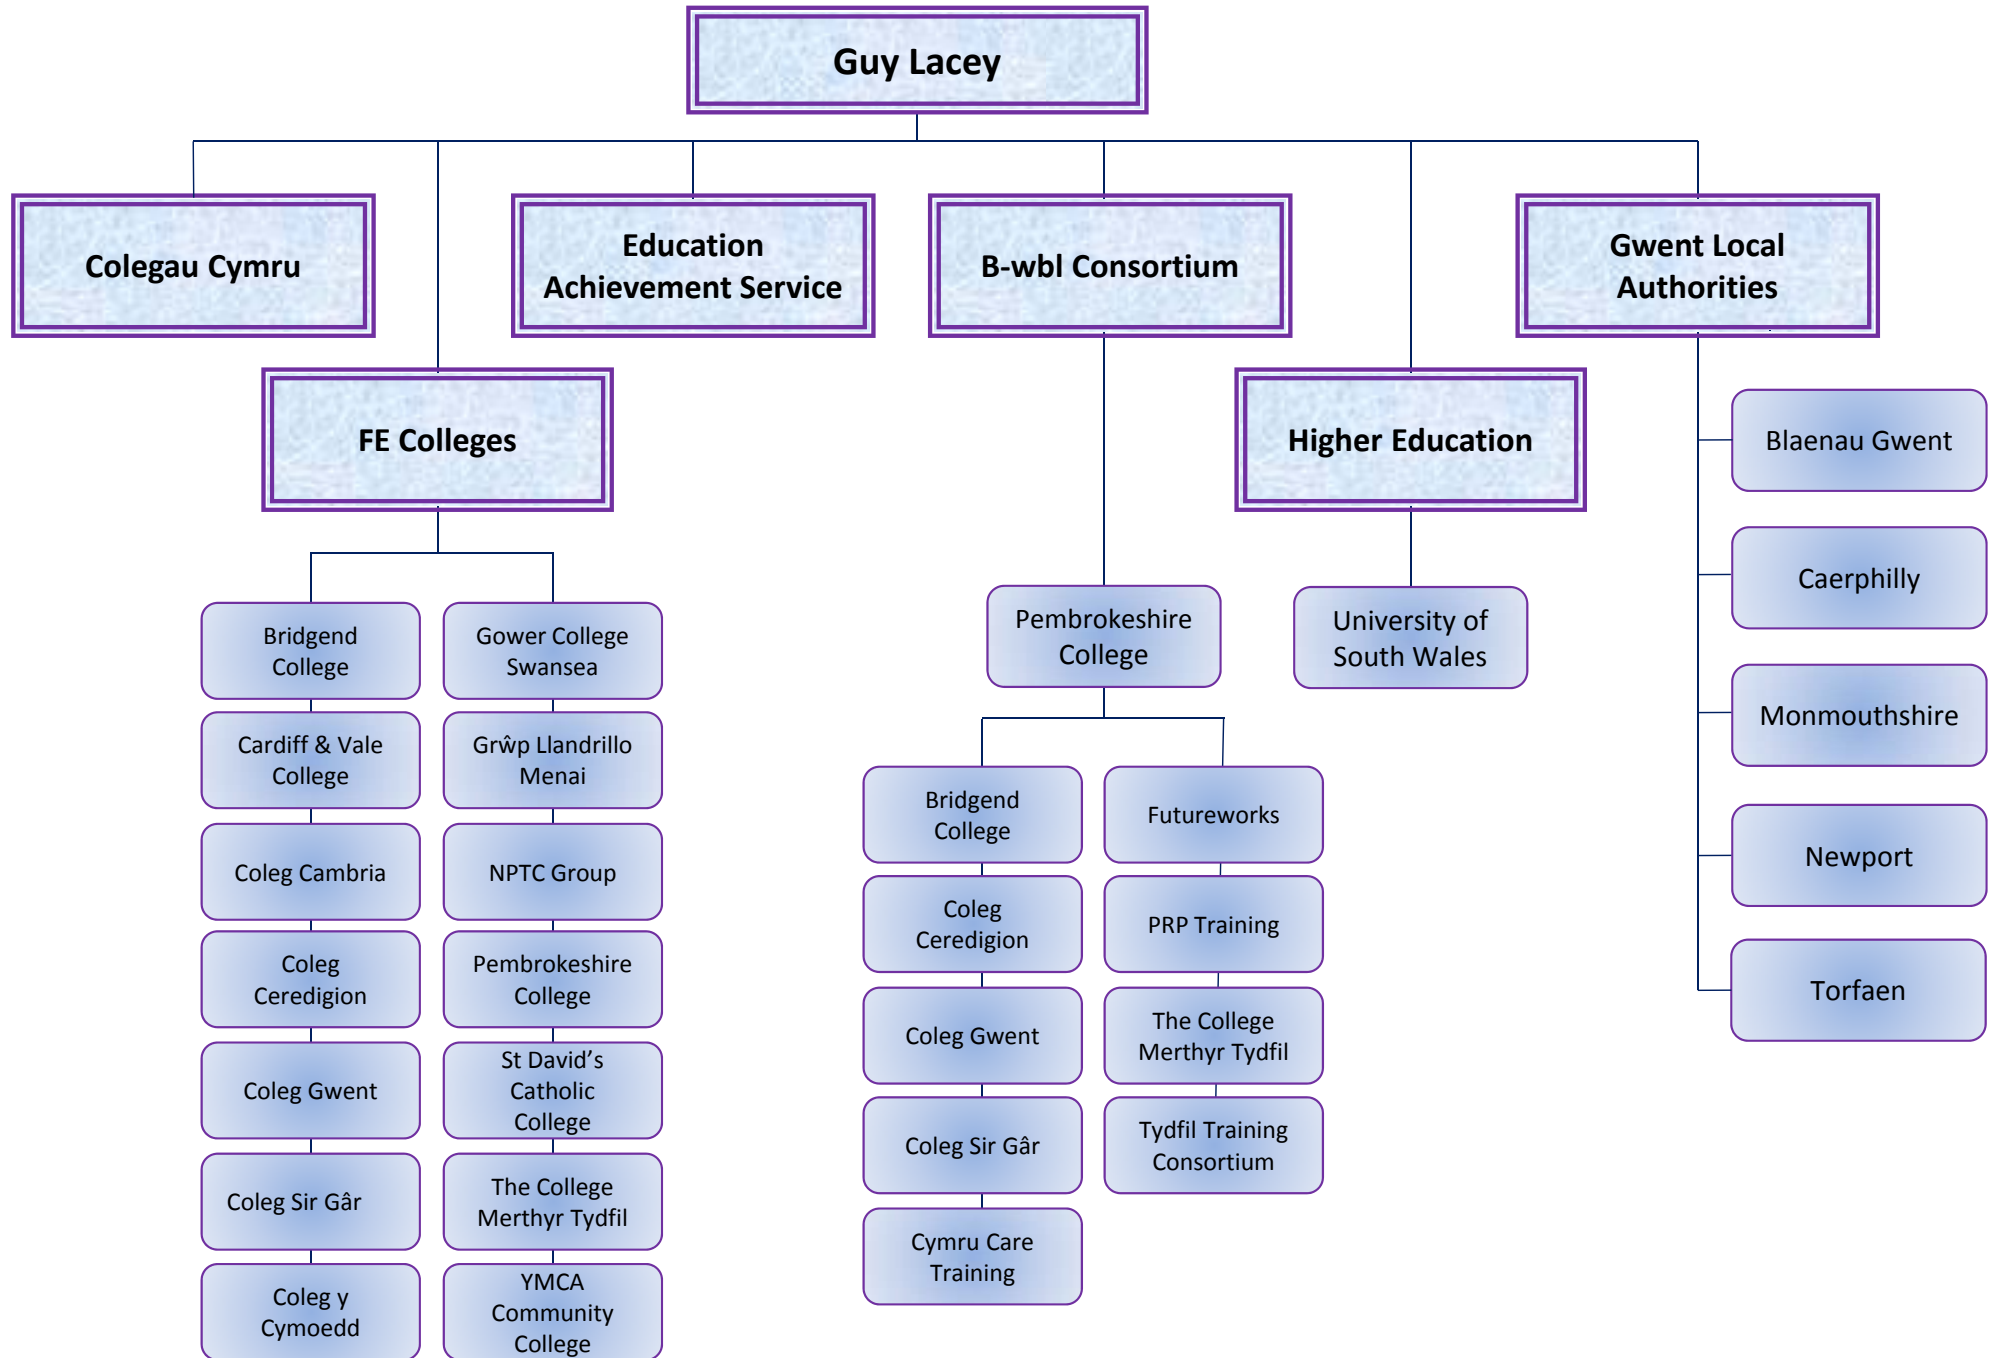 Guy Lacey
Colegau Cymru
Education
Achievement Service
B-wbl Consortium
Gwent Local
Authorities
FE Colleges
Higher Education
Bridgend
College
Cardiff & Vale
College
Coleg Cambria
Coleg
Ceredigion
Coleg Gwent
Coleg Sir Gâr
Coleg y
Cymoedd
Gower College
Swansea
Grŵp Llandrillo
Menai
NPTC Group
Pembrokeshire
College
St David’s
Catholic
College
The College
Merthyr Tydfil
YMCA
Community
College
Pembrokeshire
College
Bridgend
College
Coleg
Ceredigion
Coleg Gwent
Coleg Sir Gâr
Cymru Care
Training
Futureworks
PRP Training
The College
Merthyr Tydfil
Tydfil Training
Consortium
University of
South Wales
Blaenau Gwent
Caerphilly
Monmouthshire
Newport
Torfaen